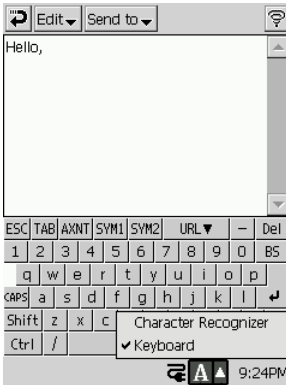 Edit Send to
Hello,
ESC TAB AXNT SYM1 SYM2 URL▼ - Del
1 2 3 4 5 6 7 8 9 0 BS
q w e r t y u i o p
CAPS a s d f g h j k l
Shift z x c
Character Recognizer
Ctrl /
✓Keyboard
A 9:24PM